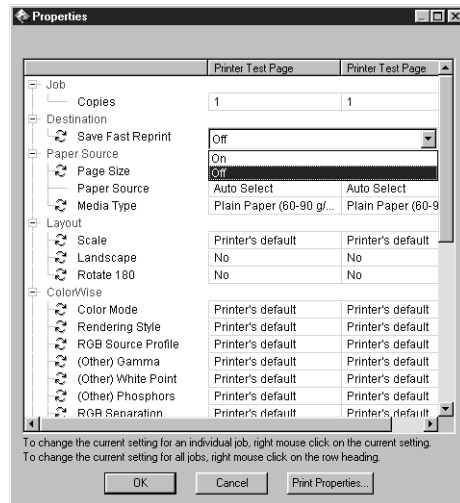 Properties
Printer Test Page Printer Test Page
Job
Copies 1 1
Destination
Save Fast Reprint Off
On
Paper Source
Page Size Off
Paper Source Auto Select Auto Select
Media Type Plain Paper (60-90 g/... Plain Paper (60-9
Layout
Scale Printer's default Printer's default
Landscape No No
Rotate 180 No No
ColorWise
Color Mode Printer's default Printer's default
Rendering Style Printer's default Printer's default
RGB Source Profile Printer's default Printer's default
(Other) Gamma Printer's default Printer's default
(Other) White Point Printer's default Printer's default
(Other) Phosphors Printer's default Printer's default
RGB Separation Printer's default Printer's default
To change the current setting for an individual job, right mouse click on the current setting.
To change the current setting for all jobs, right mouse click on the row heading.
OK Cancel Print Properties...